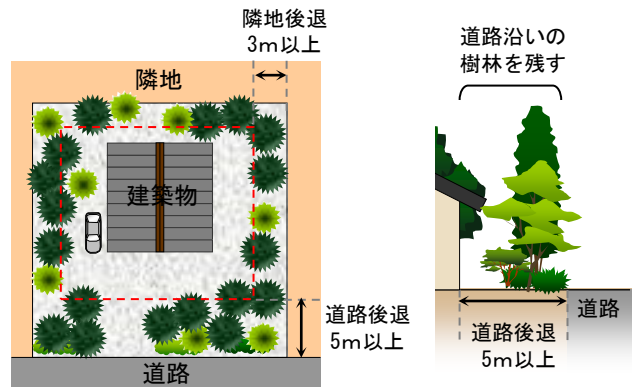 隣地後退
3m以上
隣地
建築物
道路後退
5m以上
道路
道路沿いの
樹林を残す
道路
道路後退
5m以上